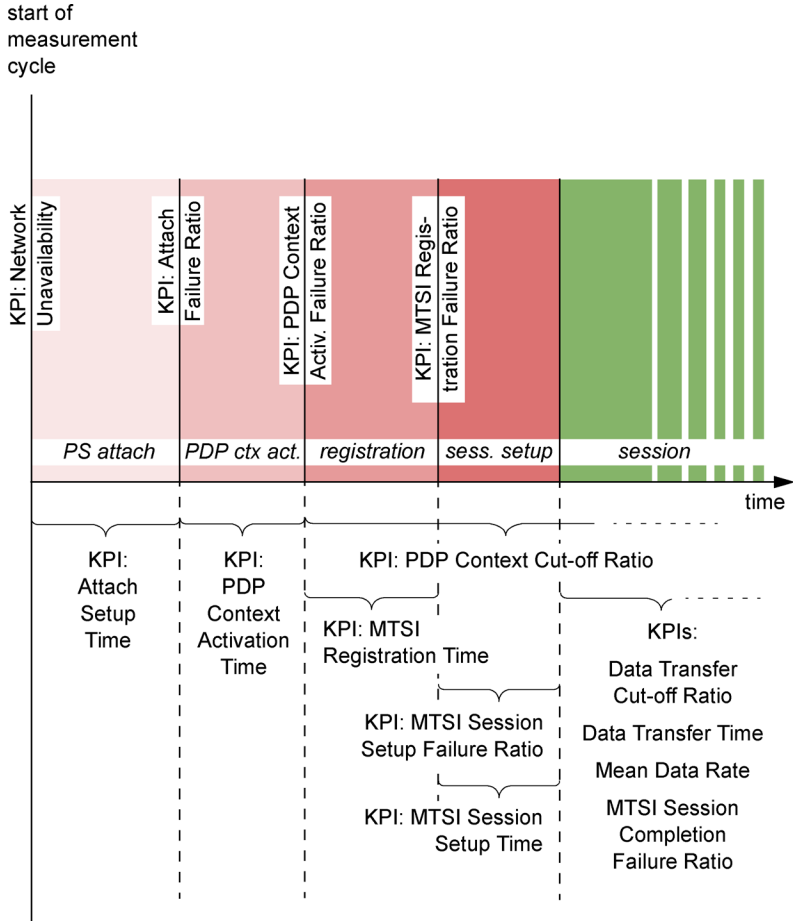 start of
measurement
cycle
KPI: Network
Unavailability
KPI: Attach
Failure Ratio
KPI: PDP Context
Activ. Failure Ratio
KPI: MTSI Regis-
tration Failure Ratio
PS attach
PDP ctx act.
registration
sess. setup
session
time
KPI:
Attach
Setup
Time
KPI:
PDP
Context
Activation
Time
KPI: PDP Context Cut-off Ratio
KPI: MTSI
Registration Time
KPI: MTSI Session
Setup Failure Ratio
KPI: MTSI Session
Setup Time
KPIs:
Data Transfer
Cut-off Ratio
Data Transfer Time
Mean Data Rate
MTSI Session
Completion
Failure Ratio